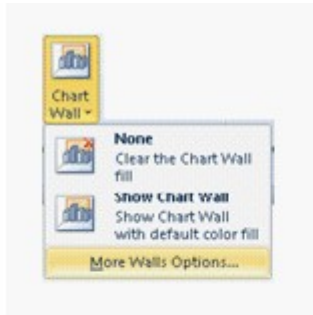 Chart
Wall
None
Clear the Chart Wall
fill
Show Chart Wall
Show Chart Wall
with default color fill
More Walls Options...